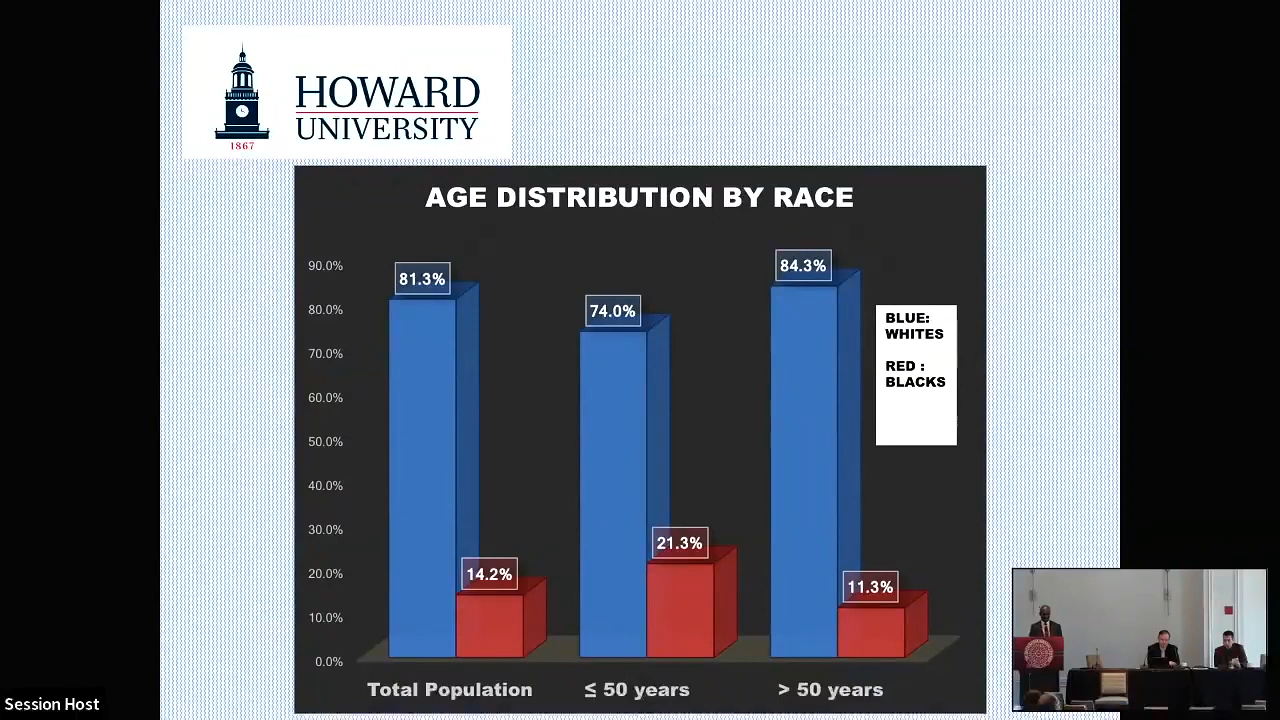 HOWARD
UNIVERSITY
1867
AGE DISTRIBUTION BY RACE
90.0%
80.0%
70.0%
60.0%
50.0%
40.0%
30.0%
20.0%
10.0%
0.0%
81.3%
14.2%
74.0%
21.3%
84.3%
11.3%
BLUE:
WHITES
RED :
BLACKS
Total Population
≤ 50 years
> 50 years
Session Host